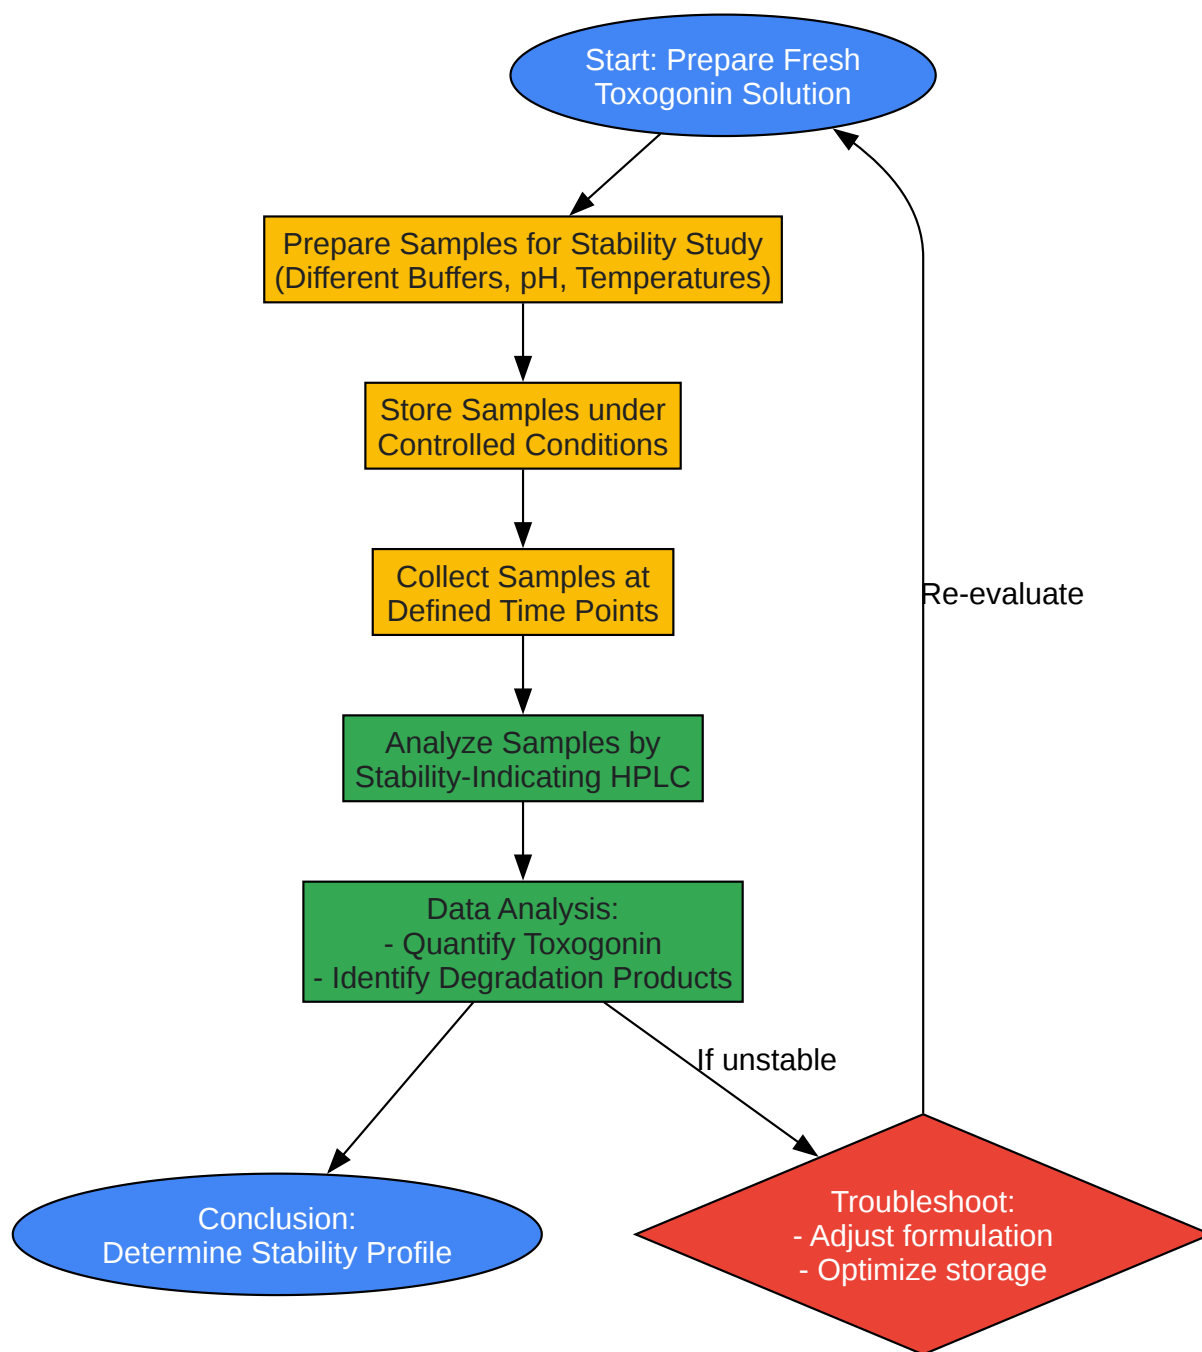 Start: Prepare Fresh
Toxogonin Solution
Prepare Samples for Stability Study
(Different Buffers, pH, Temperatures)
Store Samples under
Controlled Conditions
Collect Samples at
Defined Time Points
Re-evaluate
Analyze Samples by
Stability-Indicating HPLC
Data Analysis:
- Quantify Toxogonin
- Identify Degradation Products
If unstable
Conclusion:
Determine Stability Profile
Troubleshoot:
- Adjust formulation
- Optimize storage